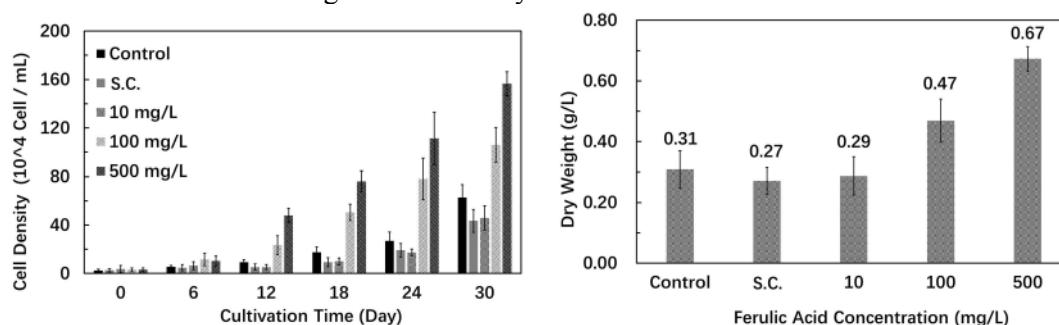 200
160
120
80
40
0
Cell Density (10^4 Cell / mL)
Control
S.C.
10 mg/L
100 mg/L
500 mg/L
0 6 12 18 24 30
Cultivation Time (Day)
0.80
0.60
0.40
0.20
0.00
Dry Weight (g/L)
0.31 0.27 0.29 0.47 0.67
Control S.C. 10 100 500
Ferulic Acid Concentration (mg/L)